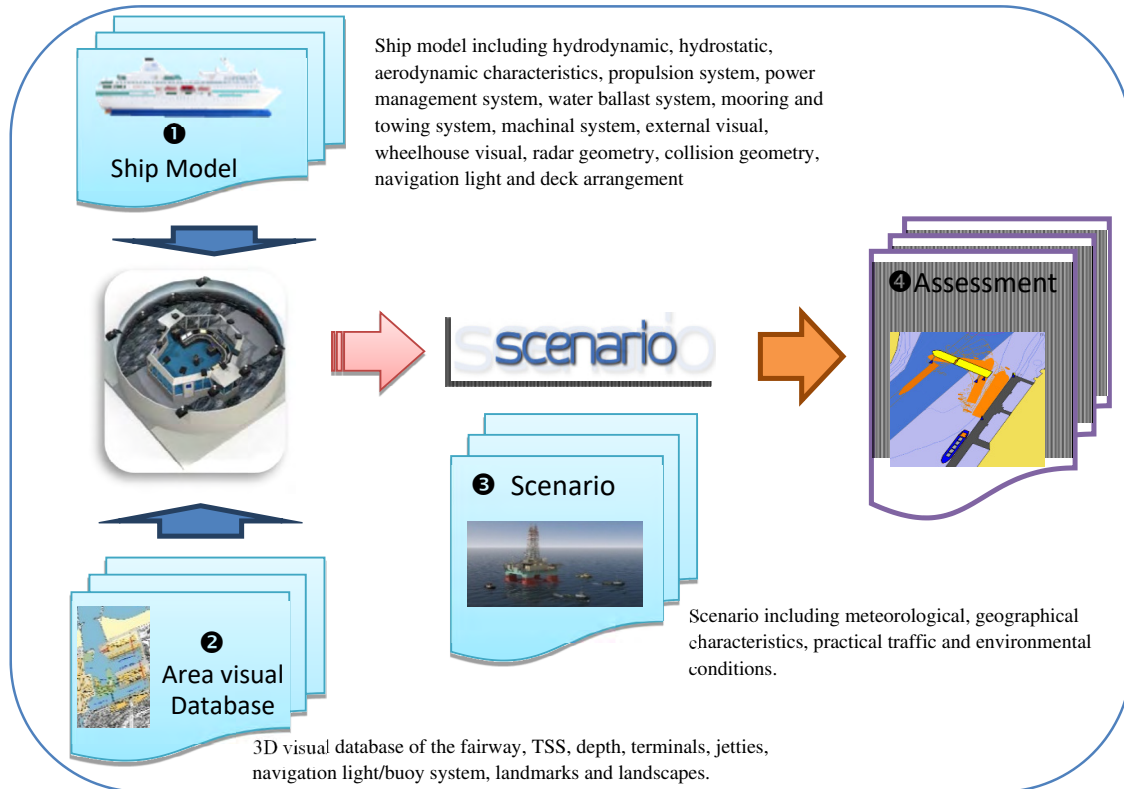 Ship model including hydrodynamic, hydrostatic,
aerodynamic characteristics, propulsion system, power
management system, water ballast system, mooring and
towing system, machinal system, external visual,
wheelhouse visual, radar geometry, collision geometry,
navigation light and deck arrangement
❶
Ship Model
❹Assessment
scenario
❸ Scenario
Scenario including meteorological, geographical
characteristics, practical traffic and environmental
conditions.
❷
Area visual
Database
3D visual database of the fairway, TSS, depth, terminals, jetties,
navigation light/buoy system, landmarks and landscapes.